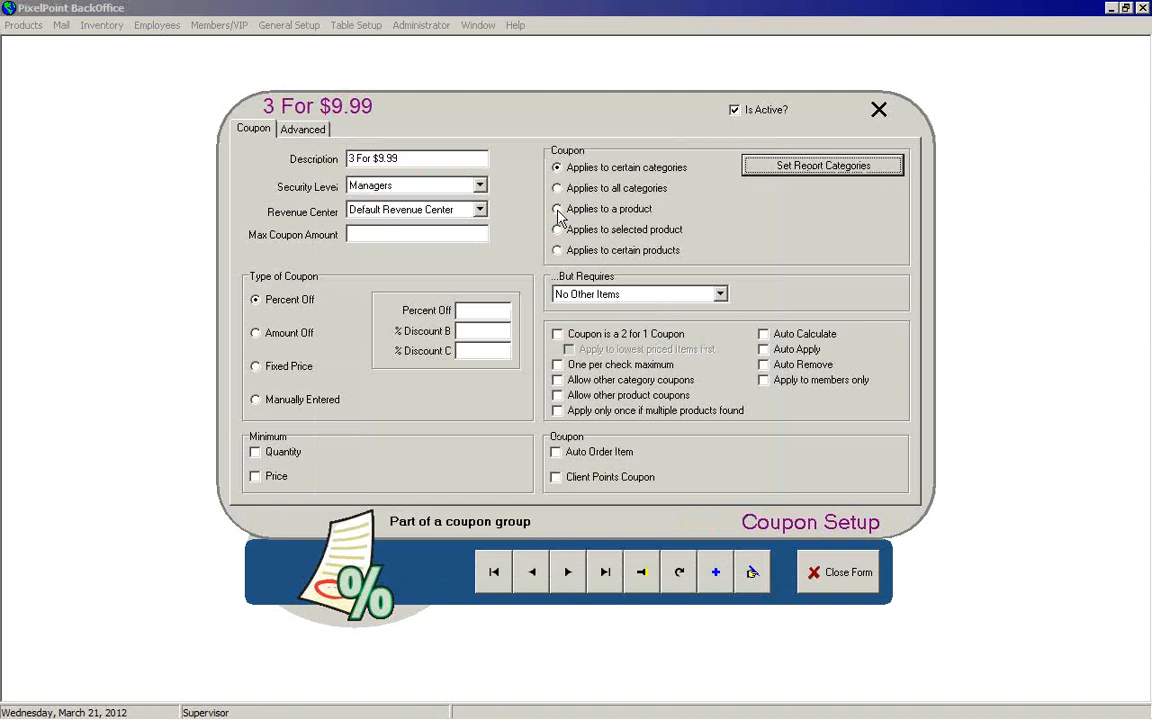 PixelPoint BackOffice
Products Mail Inventory Employees Members/VIP General Setup Table Setup Administrator Window Help
3 For $9.99
Is Active?
Coupon Advanced
Description 3 For $9.99
Security Level Managers
Revenue Center Default Revenue Center
Max Coupon Amount
Coupon
Applies to certain categories
Applies to all categories
Applies to a product
Applies to selected product
Applies to certain products
Set Report Categories
Type of Coupon
Percent Off
Amount Off
Fixed Price
Manually Entered
Percent Off
% Discount B
% Discount C
...But Requires
No Other Items
Coupon is a 2 for 1 Coupon
Apply to lowest priced Items first
One per check maximum
Allow other category coupons
Allow other product coupons
Apply only once if multiple products found
Auto Calculate
Auto Apply
Auto Remove
Apply to members only
Minimum
Quantity
Price
Coupon
Auto Order Item
Client Points Coupon
Part of a coupon group
Coupon Setup
%
Close Form
Wednesday, March 21, 2012 Supervisor